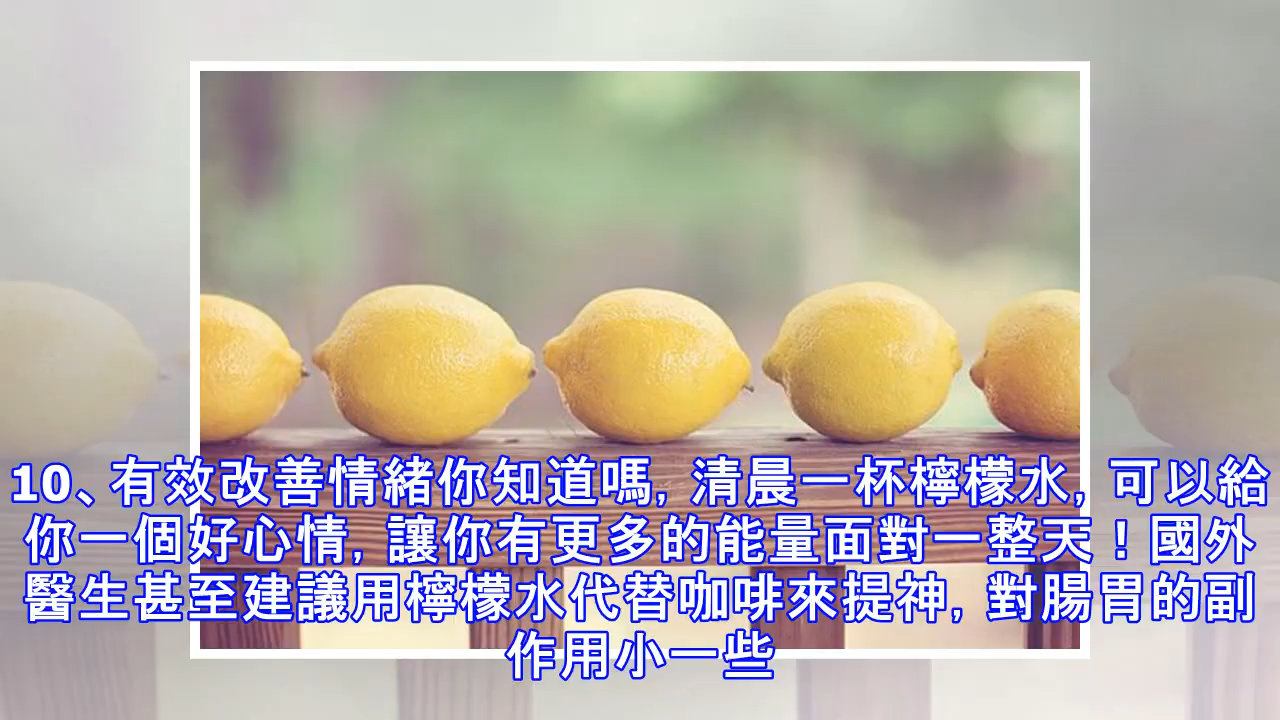 10、有效改善情緒你知道嗎, 清晨一杯檸檬水, 可以給
你一個好心情, 讓你有更多的能量面對一整天！國外
醫生甚至建議用檸檬水代替咖啡來提神, 對腸胃的副
作用小一些